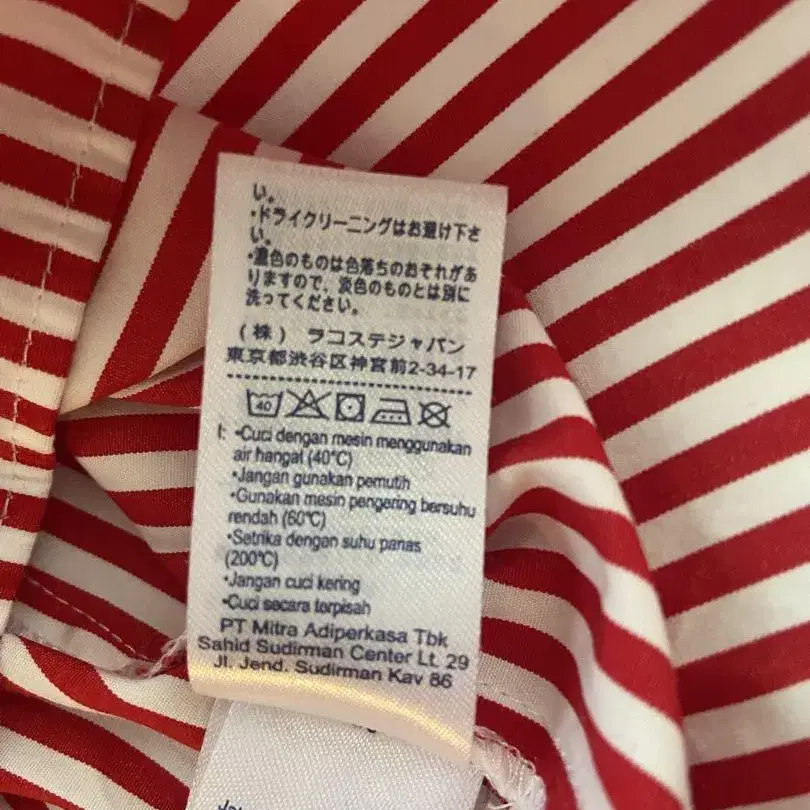 い。
・ドライクリーニングはお避け下さ
い。
・濃色のものは色落ちのおそれがあ
りますので、淡色のものとは別に
洗ってください。
(株) ラコステジャパン
東京都渋谷区神宮前2-34-17
40
I: •Cuci dengan mesin menggunakan
air hangat (40°C)
•Jangan gunakan pemutih
•Gunakan mesin pengering bersuhu
rendah (60°C)
•Setrika dengan suhu panas
(200°C)
•Jangan cuci kering
•Cuci secara terpisah
PT Mitra Adiperkasa Tbk
Sahid Sudirman Center Lt. 29
Jl. Jend. Sudirman Kav 86